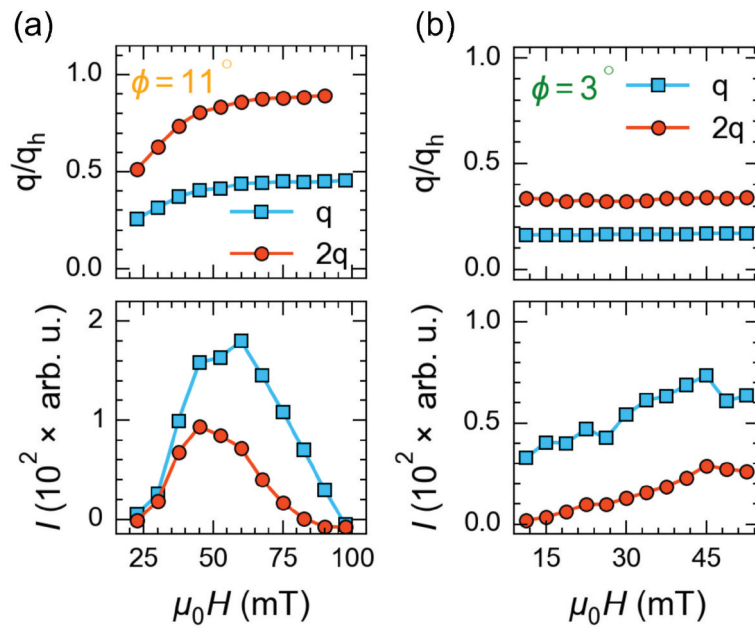 (a)
ϕ = 11°
q/q_h
1.0
0.5
0.0
q
2q
I (10² × arb. u.)
2
1
0
25 50 75 100
μ₀H (mT)
(b)
ϕ = 3°
q/q_h
1.0
0.5
0.0
q
2q
I (10² × arb. u.)
1.0
0.5
0.0
15 30 45
μ₀H (mT)